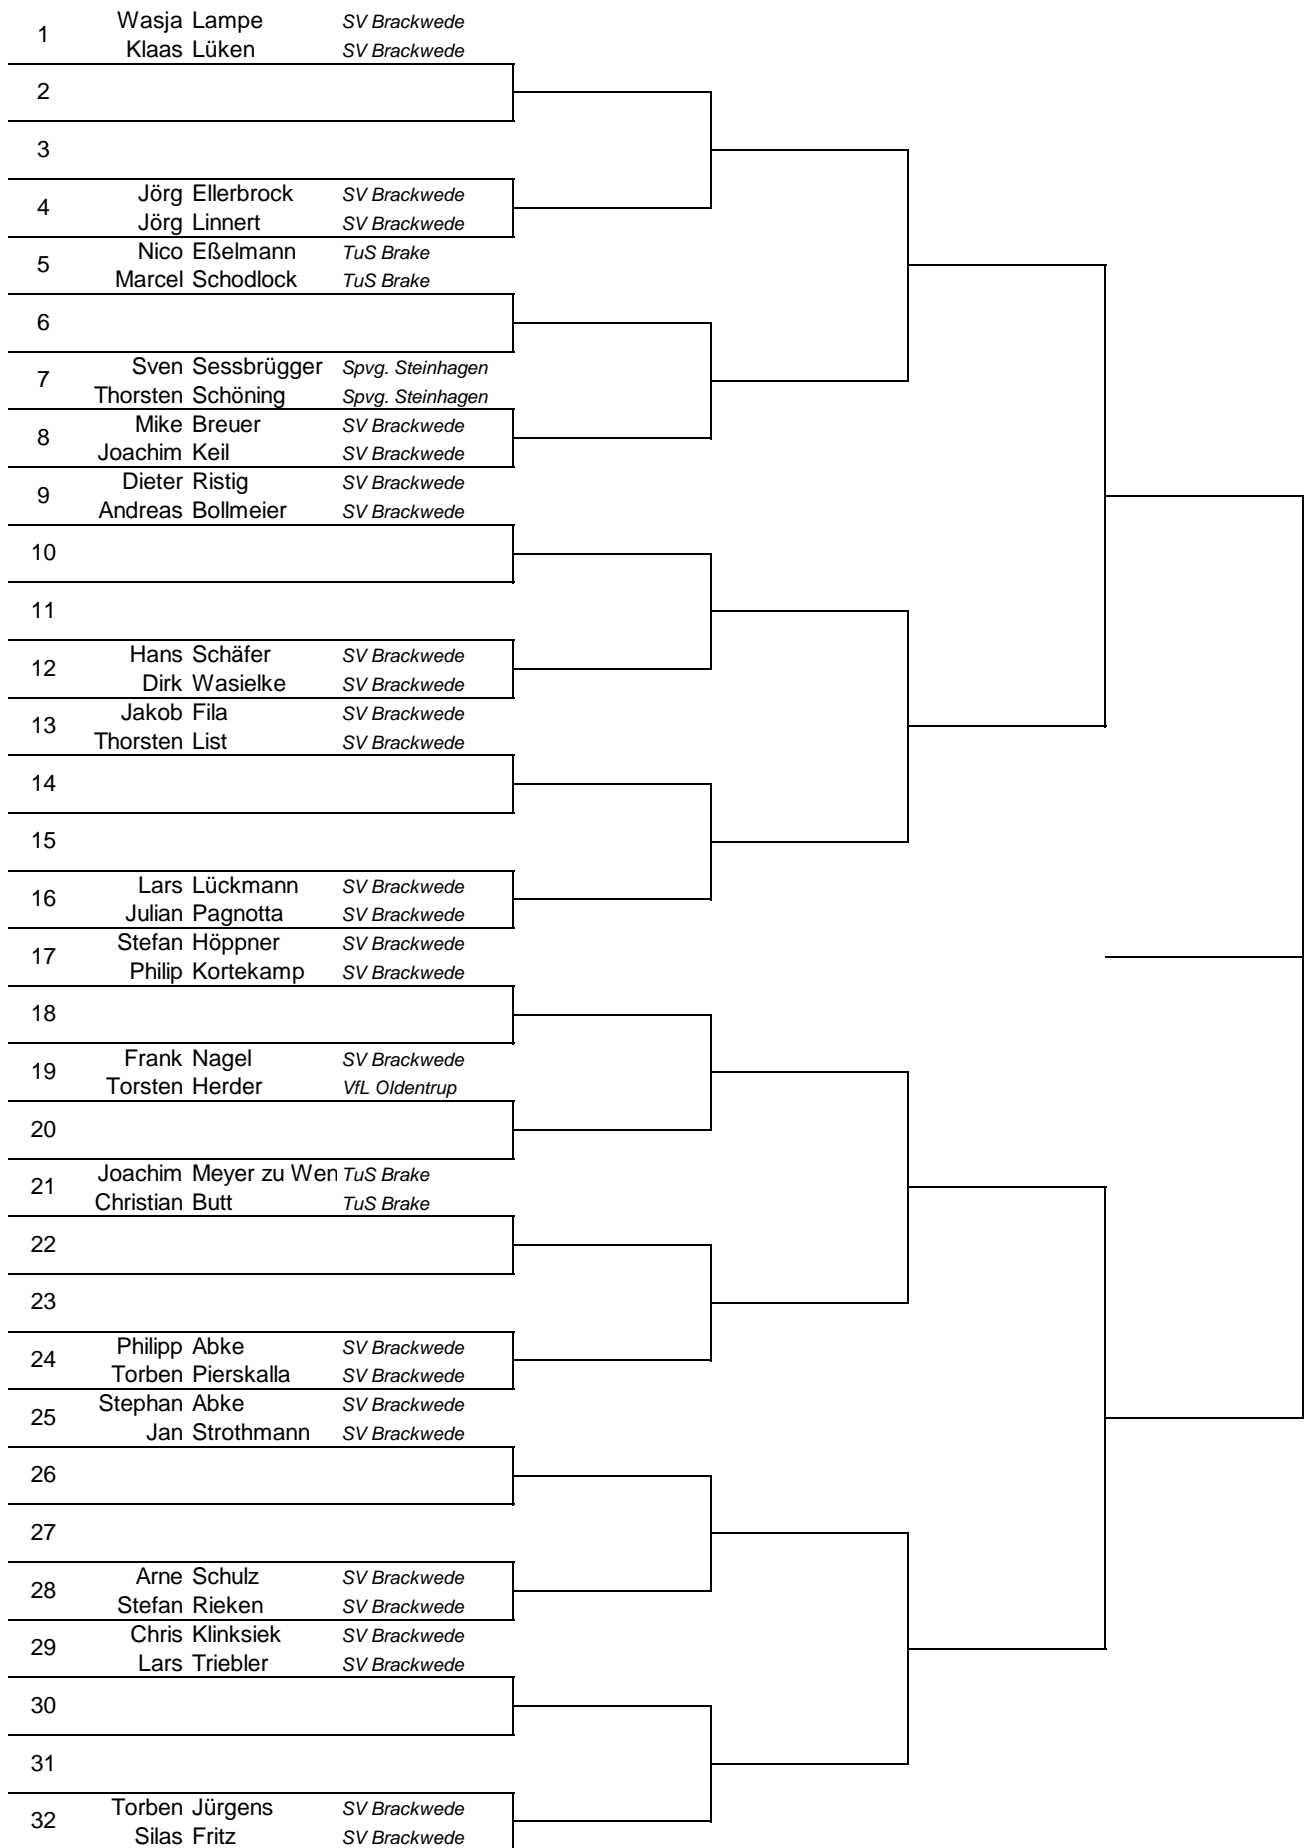 1 Wasja Lampe SV Brackwede
Klaas Lüken SV Brackwede
2
3
4 Jörg Ellerbrock SV Brackwede
Jörg Linnert SV Brackwede
5 Nico Eßelmann TuS Brake
Marcel Schodlock TuS Brake
6
7 Sven Sessbrügger Spvg. Steinhagen
Thorsten Schöning Spvg. Steinhagen
8 Mike Breuer SV Brackwede
Joachim Keil SV Brackwede
9 Dieter Ristig SV Brackwede
Andreas Bollmeier SV Brackwede
10
11
12 Hans Schäfer SV Brackwede
Dirk Wasielke SV Brackwede
13 Jakob Fila SV Brackwede
Thorsten List SV Brackwede
14
15
16 Lars Lückmann SV Brackwede
Julian Pagnotta SV Brackwede
17 Stefan Höppner SV Brackwede
Philip Kortekamp SV Brackwede
18
19 Frank Nagel SV Brackwede
Torsten Herder VfL Oldentrup
20
21 Joachim Meyer zu Wen TuS Brake
Christian Butt TuS Brake
22
23
24 Philipp Abke SV Brackwede
Torben Pierskalla SV Brackwede
25 Stephan Abke SV Brackwede
Jan Strothmann SV Brackwede
26
27
28 Arne Schulz SV Brackwede
Stefan Rieken SV Brackwede
29 Chris Klinksiek SV Brackwede
Lars Triebler SV Brackwede
30
31
32 Torben Jürgens SV Brackwede
Silas Fritz SV Brackwede